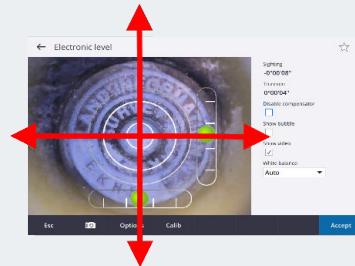 ← Electronic level
Sighting
-0°00'08"
Trunnion
0°00'04"
Disable compensator
Show bubble
Show video
White balance
Auto
Esc
Options
Calib
Accept